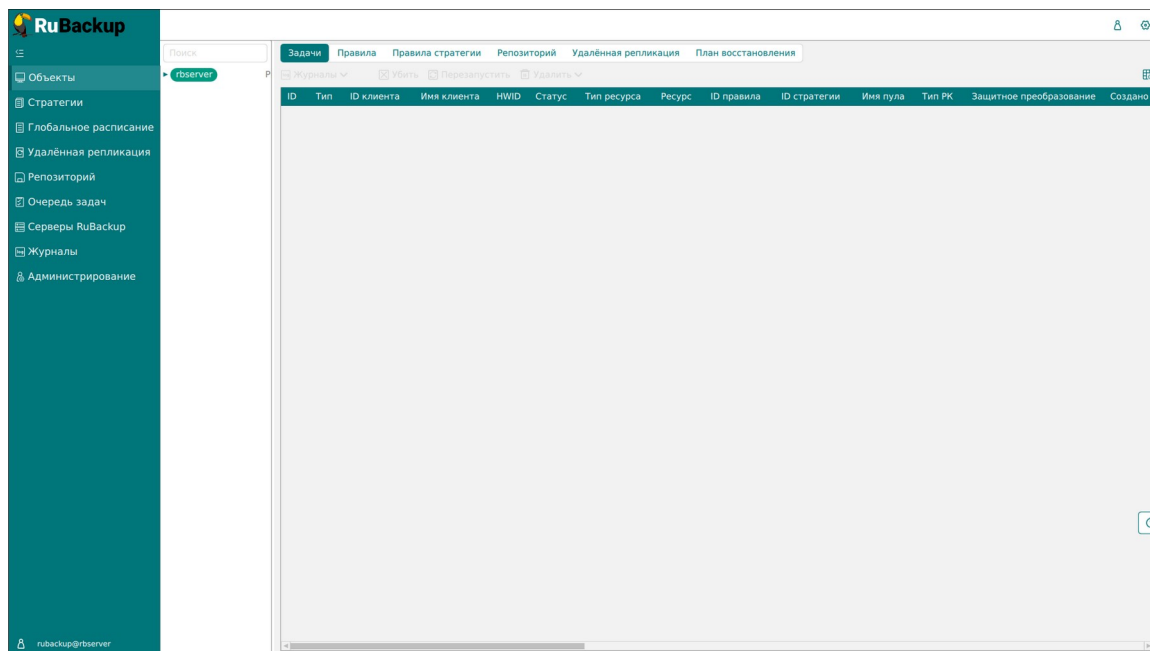 RuBackup
Поиск
Объекты
Стратегии
Глобальное расписание
Удалённая репликация
Репозиторий
Очередь задач
Серверы RuBackup
Журналы
Администрирование
rubackup@rbserver
rbserver
Р
Задачи Правила Правила стратегии Репозиторий Удалённая репликация План восстановления
Журналы Убить Перезапустить Удалить
ID Тип ID клиента Имя клиента HWID Статус Тип ресурса Ресурс ID правила ID стратегии Имя пула Тип РК Защитное преобразование Создано